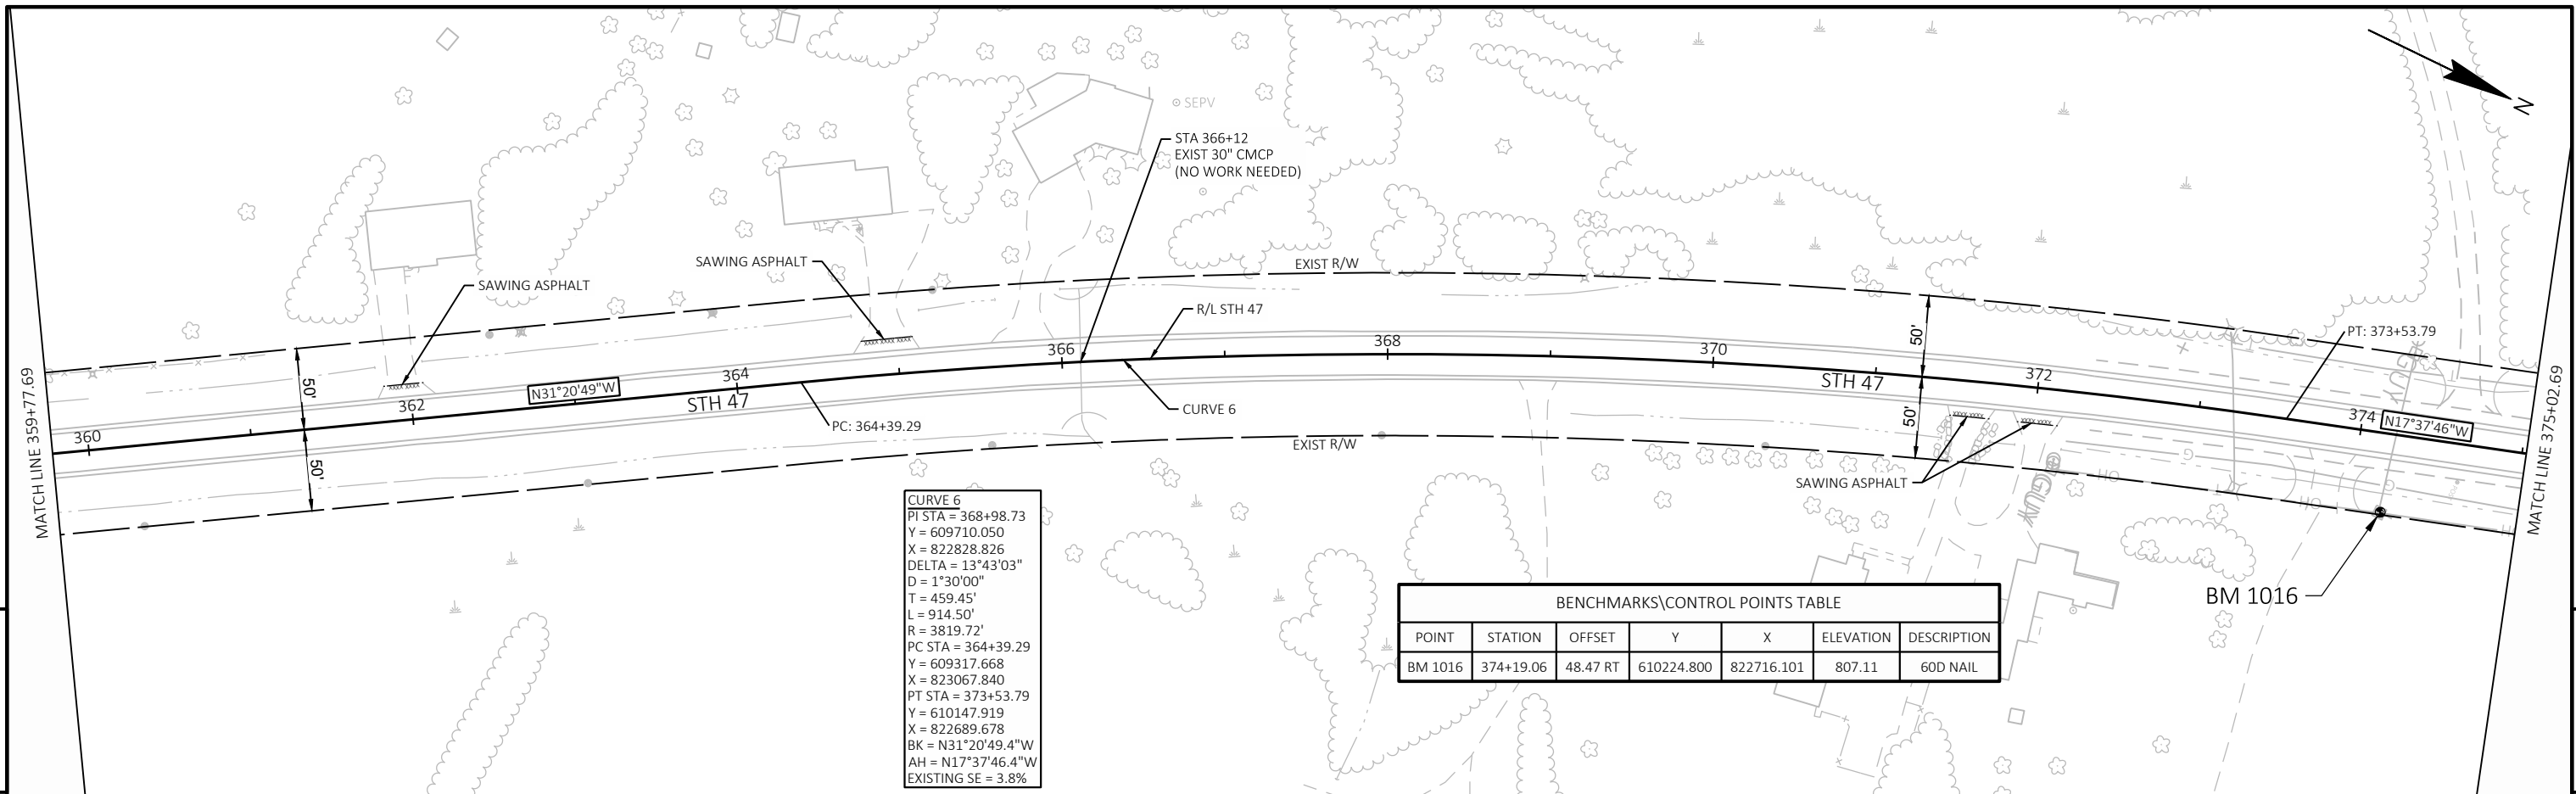 SEPV
STA 366+12
EXIST 30" CMCP
(NO WORK NEEDED)
N
SAWING ASPHALT
SAWING ASPHALT
EXIST R/W
R/L STH 47
PT: 373+53.79
MATCH LINE 359+77.69
360
362
364
366
368
370
372
374
50'
50'
50'
50'
N31°20'49"W
STH 47
STH 47
N17°37'46"W
PC: 364+39.29
CURVE 6
EXIST R/W
SAWING ASPHALT
MATCH LINE 375+02.69
G
OH
G
OH
HO
BM 1016
CURVE 6
PI STA = 368+98.73
Y = 609710.050
X = 822828.826
DELTA = 13°43'03"
D = 1°30'00"
T = 459.45'
L = 914.50'
R = 3819.72'
PC STA = 364+39.29
Y = 609317.668
X = 823067.840
PT STA = 373+53.79
Y = 610147.919
X = 822689.678
BK = N31°20'49.4"W
AH = N17°37'46.4"W
EXISTING SE = 3.8%
BENCHMARKS\CONTROL POINTS TABLE
POINT STATION OFFSET Y X ELEVATION DESCRIPTION
BM 1016 374+19.06 48.47 RT 610224.800 822716.101 807.11 60D NAIL